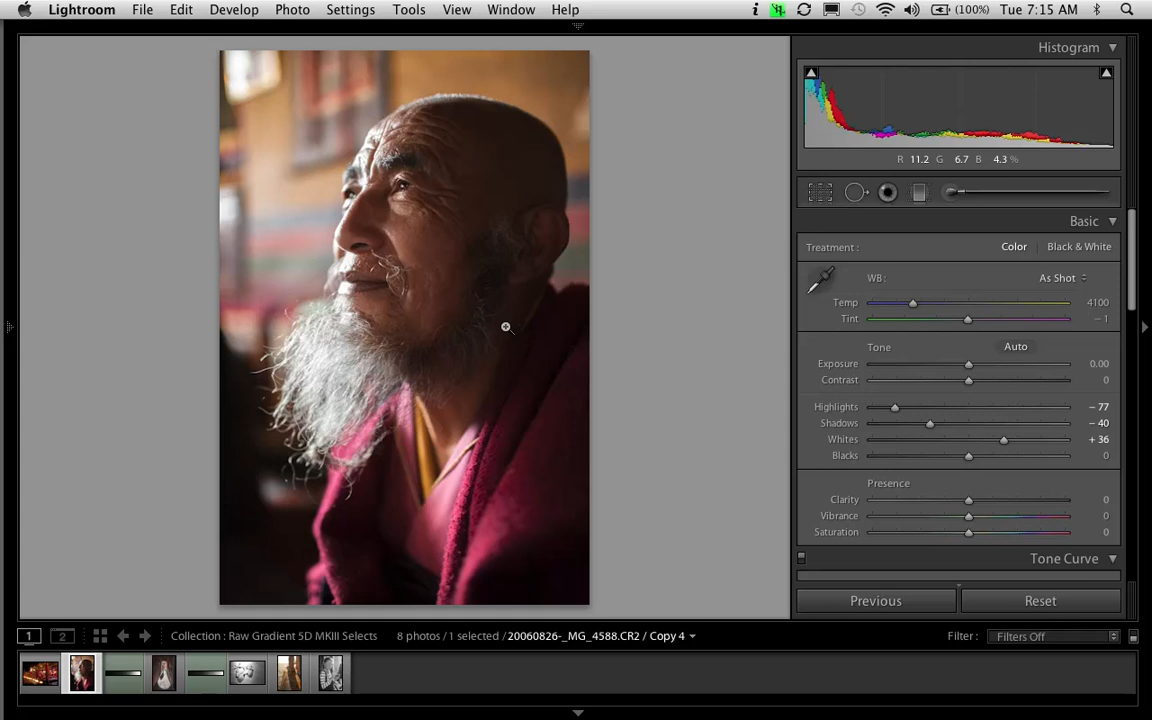 Lightroom File Edit Develop Photo Settings Tools View Window Help (100%) Tue 7:15 AM
Histogram
R 11.2 G 6.7 B 4.3 %
Basic
Treatment : Color Black & White
WB : As Shot
Temp 4100
Tint – 1
Tone Auto
Exposure 0.00
Contrast 0
Highlights – 77
Shadows – 40
Whites + 36
Blacks 0
Presence
Clarity 0
Vibrance 0
Saturation 0
Tone Curve
Previous Reset
1 2 Collection : Raw Gradient 5D MKIII Selects 8 photos / 1 selected / 20060826-_MG_4588.CR2 / Copy 4 Filter : Filters Off